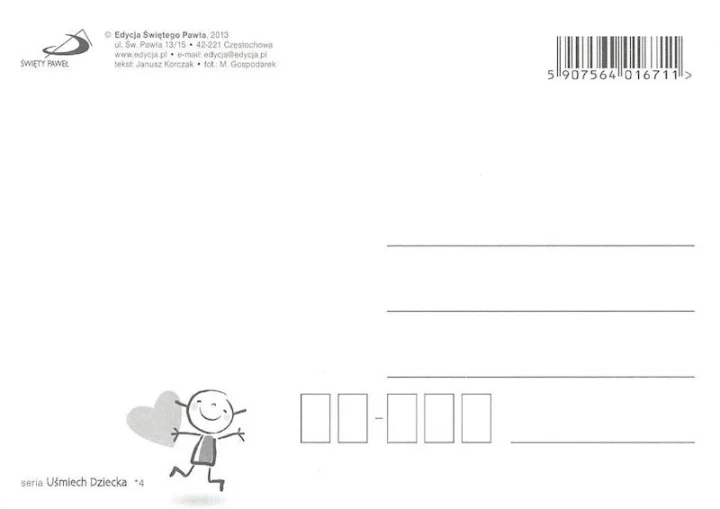 ŚWIĘTY PAWEŁ
© Edycja Świętego Pawła, 2013
ul. Św. Pawła 13/15 • 42-221 Częstochowa
www.edycja.pl • e-mail: edycja@edycja.pl
tekst: Janusz Korczak • fot. M. Gospodarek
5 907564 016711 >
–
seria Uśmiech Dziecka *4